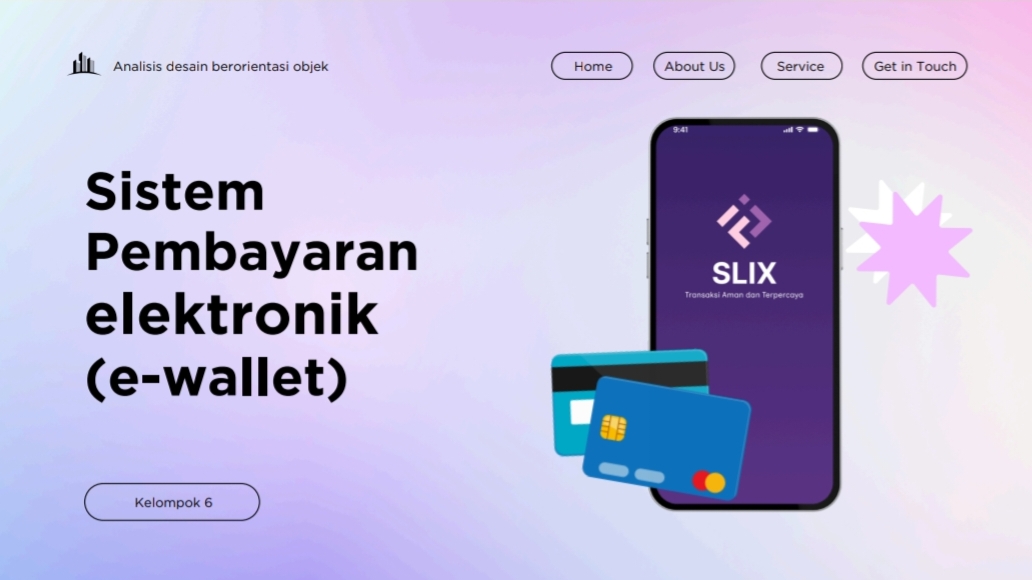 Analisis desain berorientasi objek
Home
About Us
Service
Get in Touch
Sistem
Pembayaran
elektronik
(e-wallet)
Kelompok 6
9:41
SLIX
Transaksi Aman dan Terpercaya